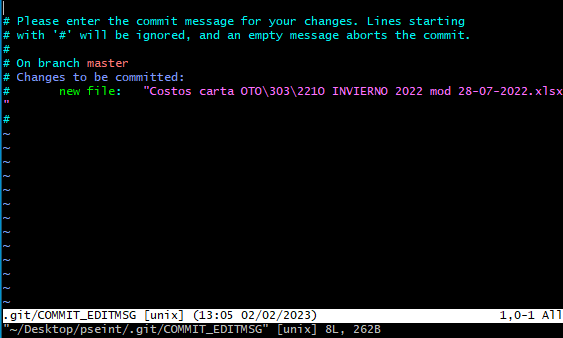 # Please enter the commit message for your changes. Lines starting
# with '#' will be ignored, and an empty message aborts the commit.
#
# On branch master
# Changes to be committed:
#       new file:   "Costos carta OTO\303\221O INVIERNO 2022 mod 28-07-2022.xlsx
"
#
~
~
~
~
~
~
~
~
~
~
~
~
~
.git/COMMIT_EDITMSG [unix] (13:05 02/02/2023) 1,0-1 All
"~/Desktop/pseint/.git/COMMIT_EDITMSG" [unix] 8L, 262B